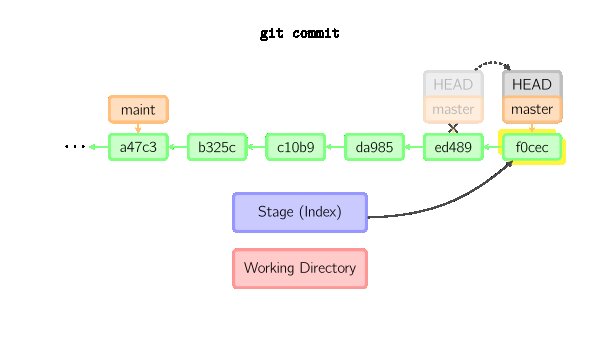 git commit
HEAD
HEAD
maint
master
master
...
a47c3
b325c
c10b9
da985
ed489
f0cec
Stage (Index)
Working Directory